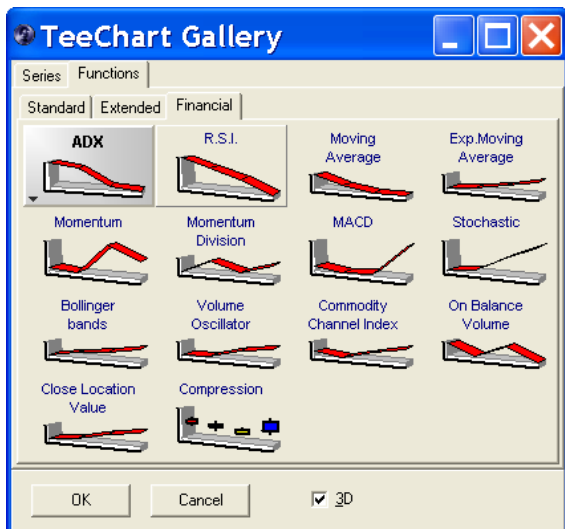 TeeChart Gallery
Series Functions
Standard Extended Financial
ADX R.S.I. Moving Exp.Moving
Average Average
Momentum Momentum MACD Stochastic
Division
Bollinger Volume Commodity On Balance
bands Oscillator Channel Index Volume
Close Location Compression
Value
OK Cancel 3D